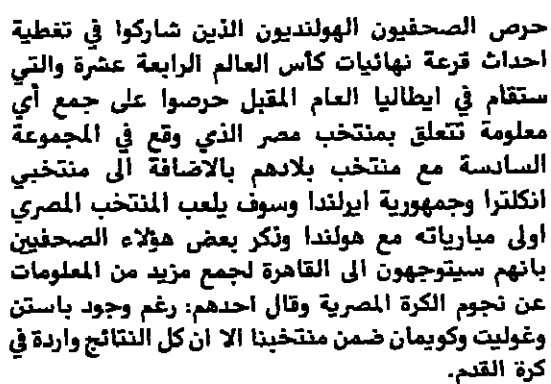 حرص الصحفيون الهولنديون الذين شاركوا في تغطية
احداث قرعة نهائيات كأس العالم الرابعة عشرة والتي
ستقام في ايطاليا العام المقبل حرصوا على جمع أي
معلومة تتعلق بمنتخب مصر الذي وقع في المجموعة
السادسة مع منتخب بلادهم بالاضافة الى منتخبي
انكلترا وجمهورية ايرلندا وسوف يلعب المنتخب المصري
اولى مبارياته مع هولندا وذكر بعض هؤلاء الصحفيين
بانهم سيتوجهون الى القاهرة لجمع مزيد من المعلومات
عن نجوم الكرة المصرية وقال احدهم: رغم وجود باستن
وغوليت وكويمان ضمن منتخبنا الا ان كل النتائج واردة في
كرة القدم.